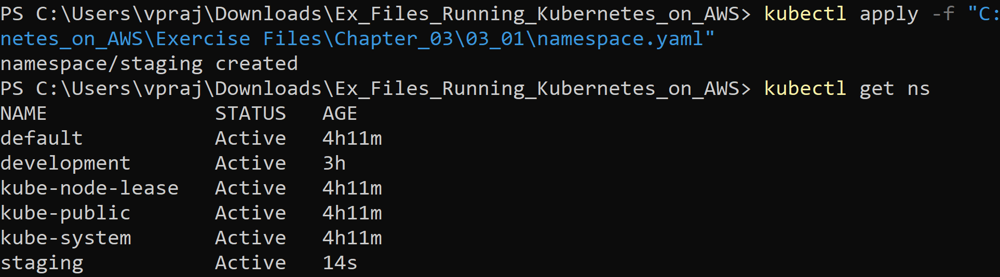 PS C:\Users\vpraj\Downloads\Ex_Files_Running_Kubernetes_on_AWS> kubectl apply -f "C:
netes_on_AWS\Exercise Files\Chapter_03\03_01\namespace.yaml"
namespace/staging created
PS C:\Users\vpraj\Downloads\Ex_Files_Running_Kubernetes_on_AWS> kubectl get ns
NAME STATUS AGE
default Active 4h11m
development Active 3h
kube-node-lease Active 4h11m
kube-public Active 4h11m
kube-system Active 4h11m
staging Active 14s